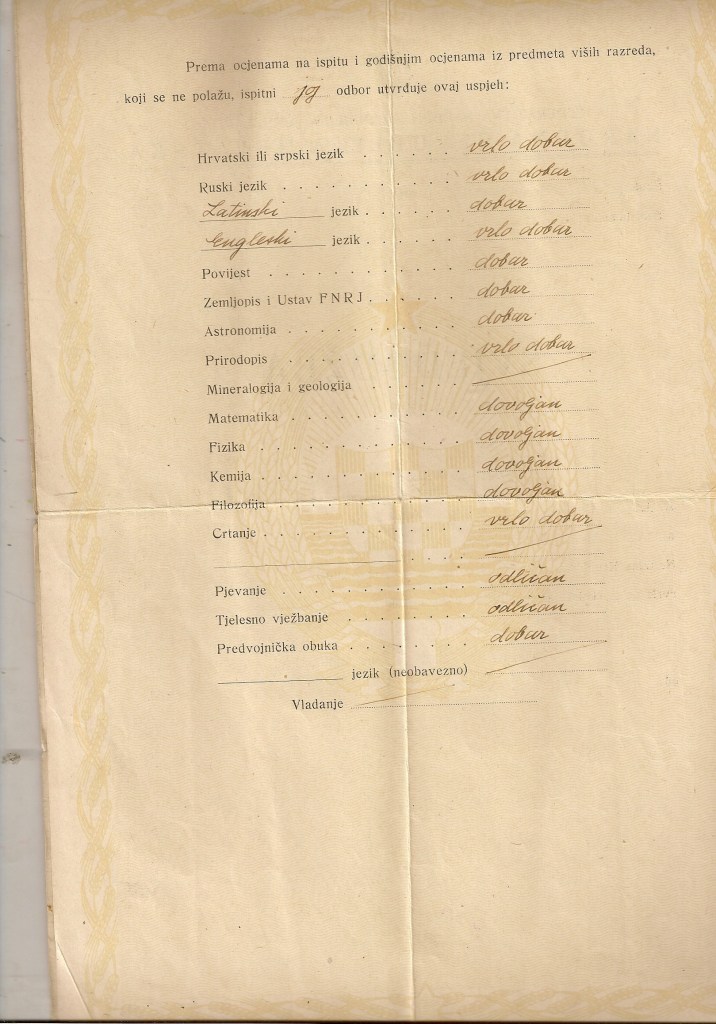 Prema ocjenama na ispitu i godišnjim ocjenama iz predmeta viših razreda,
koji se ne polažu, ispitni odbor utvrđuje ovaj uspjeh:
Hrvatski ili srpski jezik . . . . . . vrlo dobar
Ruski jezik . . . . . . . . . vrlo dobar
Latinski jezik . . . . . dobar
Engleski jezik . . . . . vrlo dobar
Povijest . . . . . . . . . . . dobar
Zemljopis i Ustav FNRJ . . . . . dobar
Astronomija . . . . . . . . . dobar
Prirodopis . . . . . . . . . vrlo dobar
Mineralogija i geologija . . . . .
Matematika . . . . . . . . . dovoljan
Fizika . . . . . . . . . . . dovoljan
Kemija . . . . . . . . . . . dovoljan
Filozofija . . . . . . . . . . dovoljan
Crtanje . . . . . . . . . . . vrlo dobar
Pjevanje . . . . . . . . . . odličan
Tjelesno vježbanje . . . . . . . odličan
Predvojnička obuka . . . . . . . dobar
jezik (neobavezno)
Vladanje